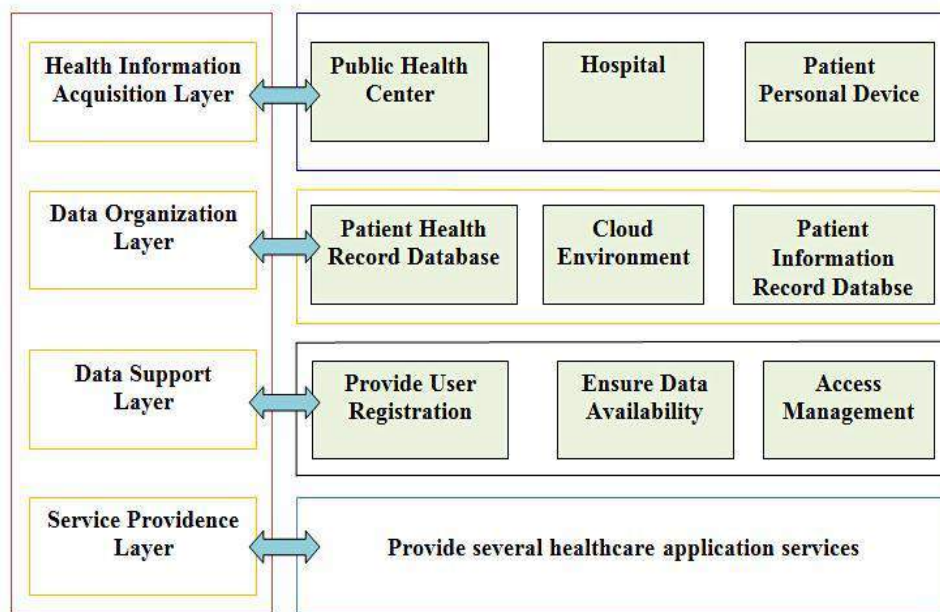 Health Information
Acquisition Layer
Public Health
Center
Hospital
Patient
Personal Device
Data Organization
Layer
Patient Health
Record Database
Cloud
Environment
Patient
Information
Record Databse
Data Support
Layer
Provide User
Registration
Ensure Data
Availability
Access
Management
Service Providence
Layer
Provide several healthcare application services